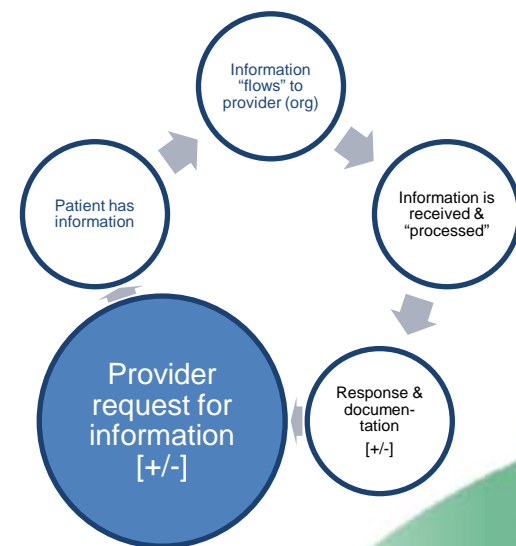 Information
“flows” to
provider (org)
Patient has
information
Information is
received &
“processed”
Provider
request for
information
[+/-]
Response &
documen-
tation
[+/-]